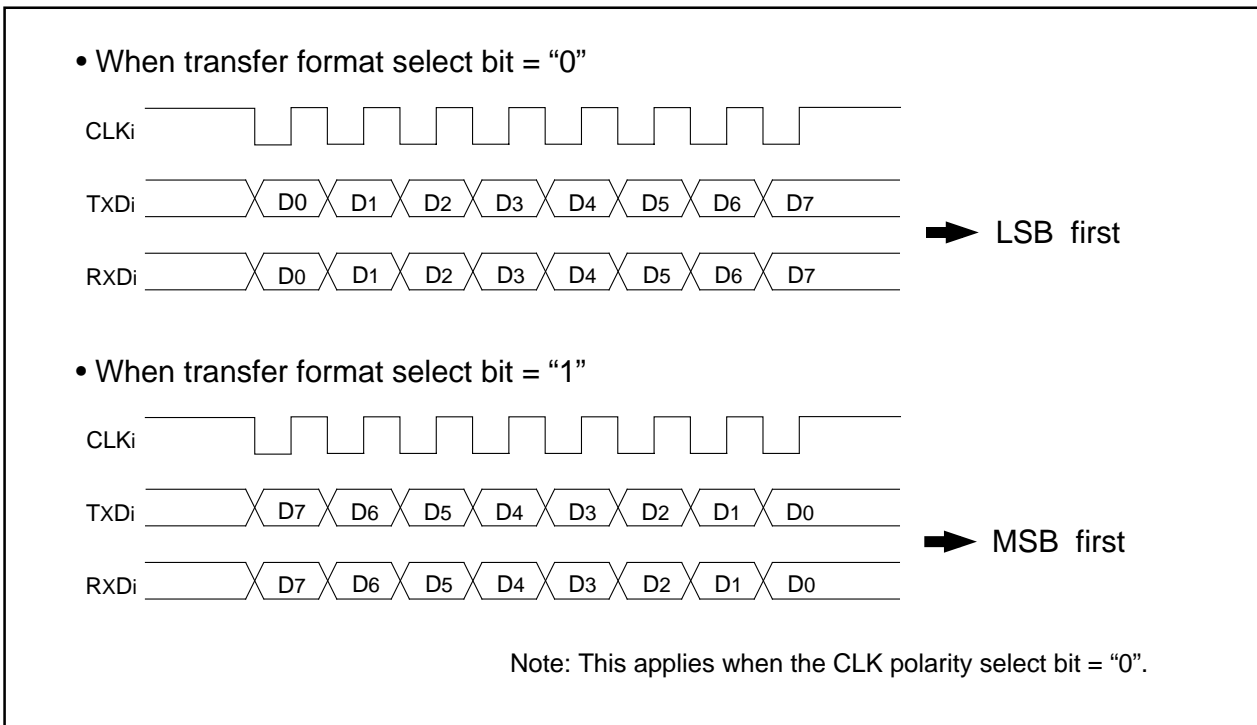 • When transfer format select bit = “0”
CLKi
TXDi D0 D1 D2 D3 D4 D5 D6 D7
LSB first
RXDi D0 D1 D2 D3 D4 D5 D6 D7
• When transfer format select bit = “1”
CLKi
TXDi D7 D6 D5 D4 D3 D2 D1 D0
MSB first
RXDi D7 D6 D5 D4 D3 D2 D1 D0
Note: This applies when the CLK polarity select bit = “0”.